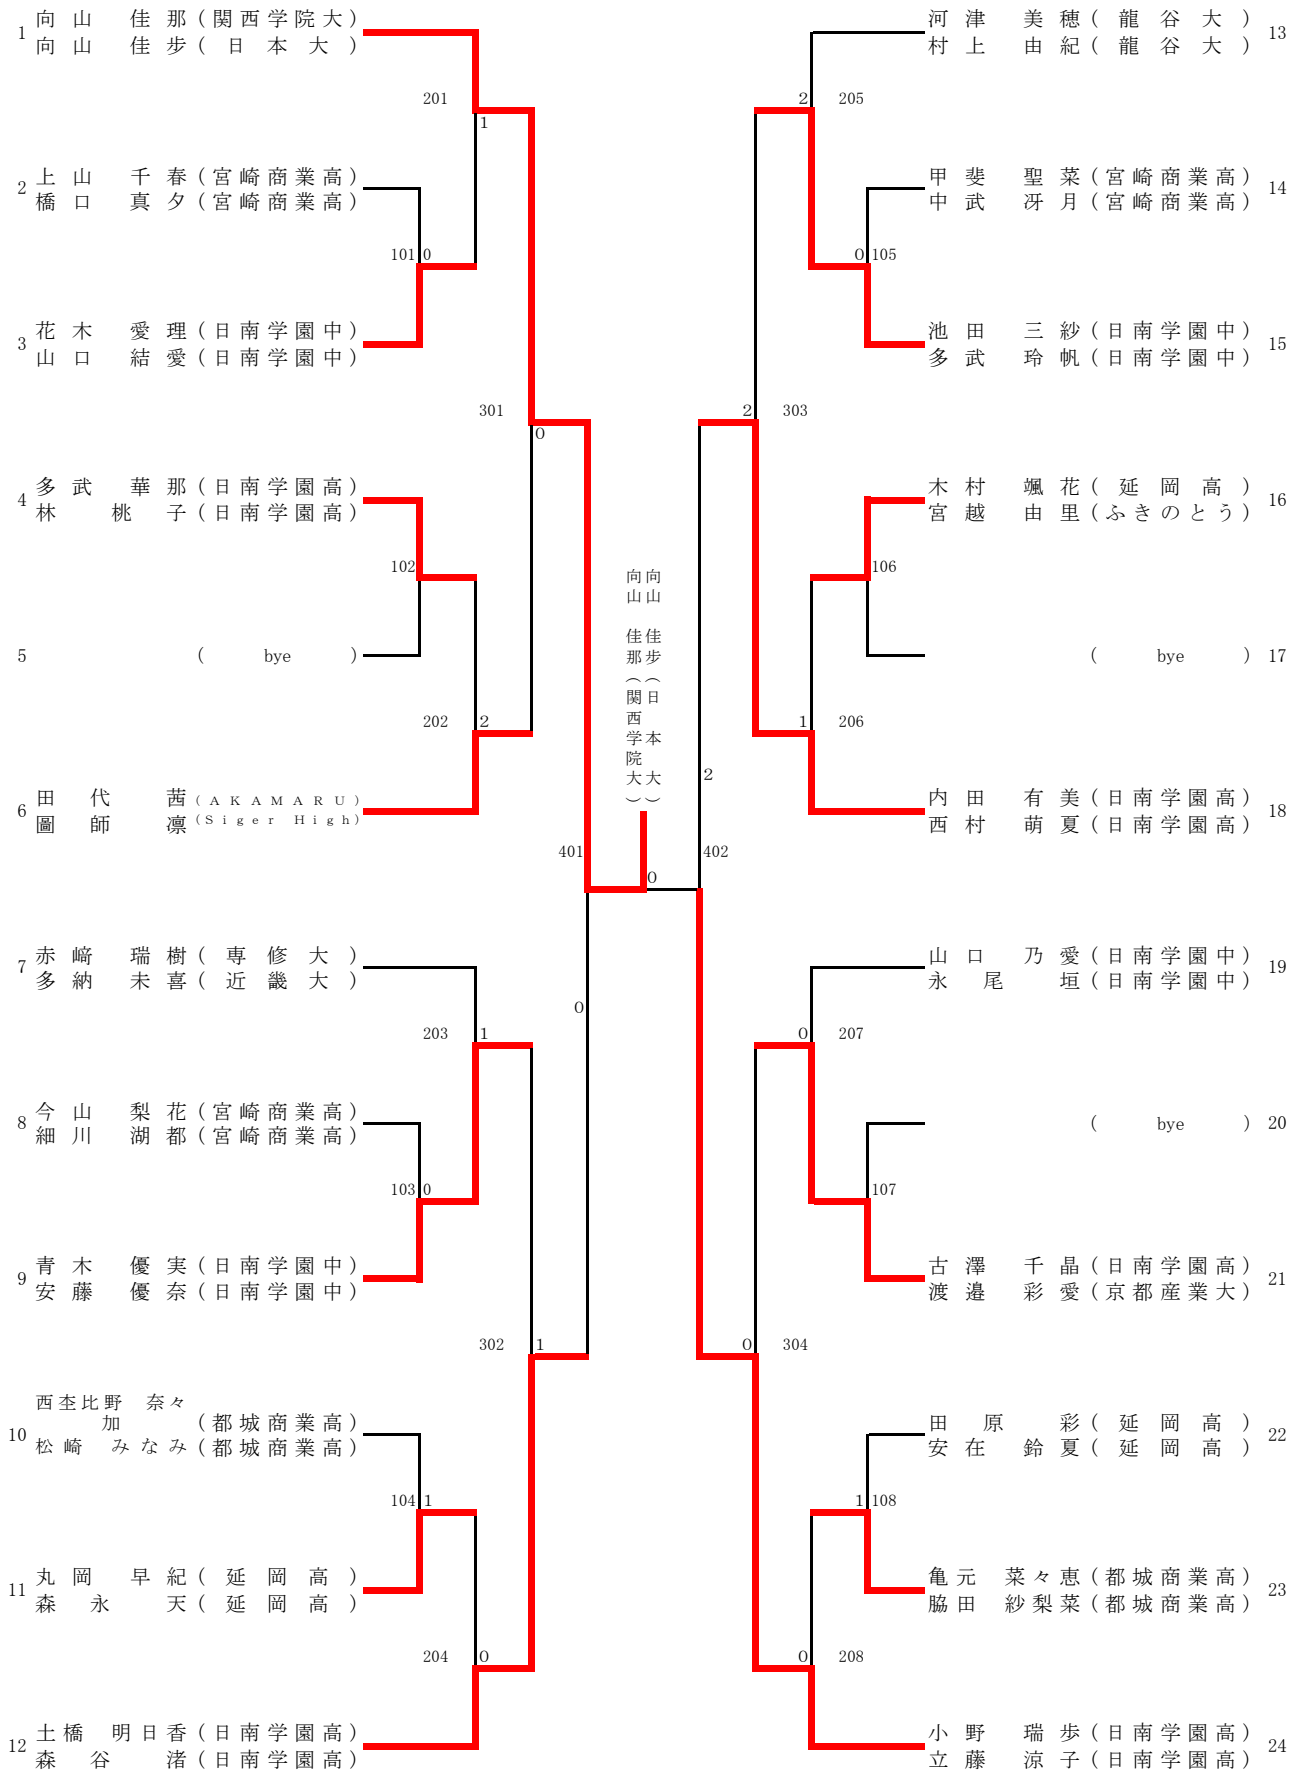 1 向山 佳那(関西学院大)
向山 佳歩(日本大)
201
1
2 上山 千春(宮崎商業高)
橋口 真夕(宮崎商業高)
101 0
3 花木 愛理(日南学園中)
山口 結愛(日南学園中)
301
0
4 多武 華那(日南学園高)
林 桃子(日南学園高)
102
5 ( bye )
202 2
6 田代 茜(AKAMARU)
圖師 凛(Siger High)
401
7 赤﨑 瑞樹(専修大)
多納 未喜(近畿大)
0
203 1
8 今山 梨花(宮崎商業高)
細川 湖都(宮崎商業高)
103 0
9 青木 優実(日南学園中)
安藤 優奈(日南学園中)
302 1
10 西杢比野 奈々
加 (都城商業高)
松崎 みなみ(都城商業高)
104 1
11 丸岡 早紀(延岡高)
森永 天(延岡高)
204 0
12 土橋 明日香(日南学園高)
森谷 渚(日南学園高)
向山 佳歩(日本大)
向山 佳那(関西学院大)
0
河津 美穂(龍谷大) 13
村上 由紀(龍谷大)
2 205
甲斐 聖菜(宮崎商業高) 14
中武 冴月(宮崎商業高)
0 105
池田 三紗(日南学園中) 15
多武 玲帆(日南学園中)
2 303
木村 颯花(延岡高) 16
宮越 由里(ふきのとう)
106
( bye ) 17
1 206
2
内田 有美(日南学園高) 18
西村 萌夏(日南学園高)
402
山口 乃愛(日南学園中) 19
永尾 垣(日南学園中)
0 207
( bye ) 20
107
古澤 千晶(日南学園高) 21
渡邉 彩愛(京都産業大)
0 304
田原 彩(延岡高) 22
安在 鈴夏(延岡高)
1 108
亀元 菜々恵(都城商業高) 23
脇田 紗梨菜(都城商業高)
0 208
小野 瑞歩(日南学園高) 24
立藤 涼子(日南学園高)